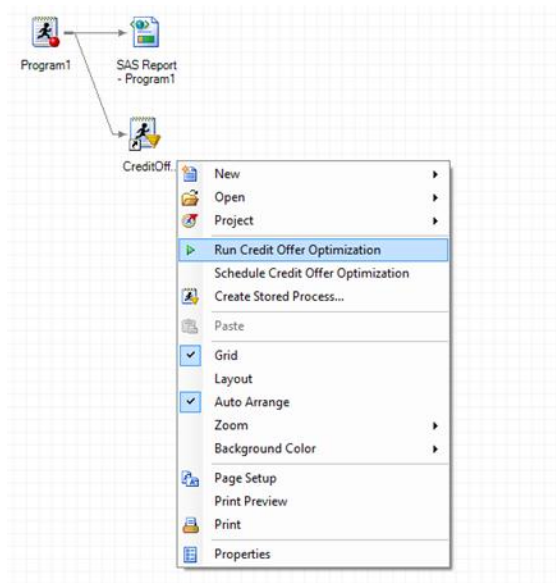 Program1
SAS Report
- Program1
CreditOff...
New
Open
Project
Run Credit Offer Optimization
Schedule Credit Offer Optimization
Create Stored Process...
Paste
Grid
Layout
Auto Arrange
Zoom
Background Color
Page Setup
Print Preview
Print
Properties